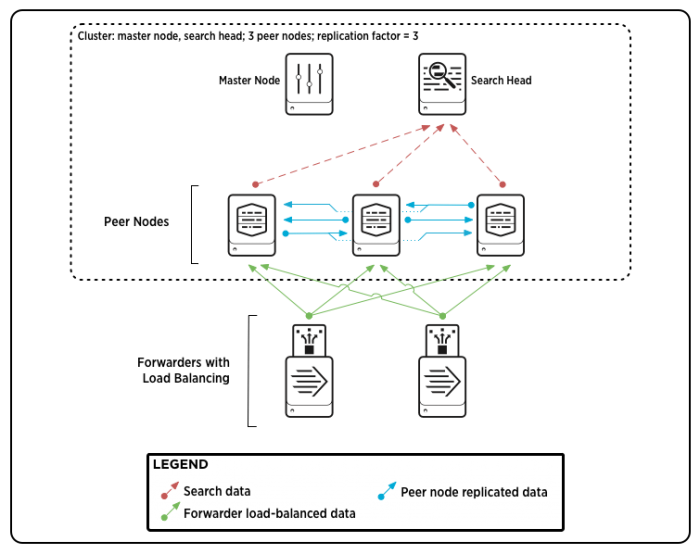 Cluster: master node, search head; 3 peer nodes; replication factor = 3
Master Node
Search Head
Peer Nodes
Forwarders with
Load Balancing
LEGEND
Search data
Peer node replicated data
Forwarder load-balanced data